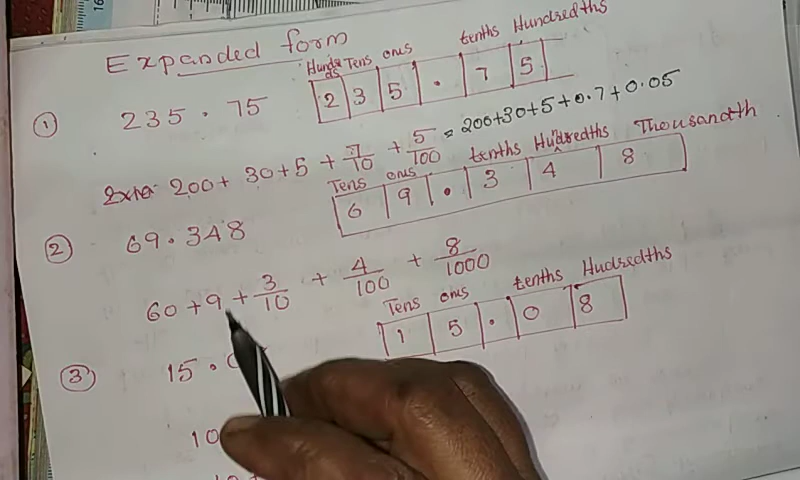 Expanded form
Hundreds Tens ones tenths Hundredths
① 235.75 2 3 5 . 7 5
200+ 30+5 + 7/10 + 5/100 = 200+30+5+0.7+0.05
Tens ones tenths Hundredths Thousandth
② 69.348 6 9 . 3 4 8
60+9+ 3/10 + 4/100 + 8/1000
Tens ones tenths Hudredths
③ 15. 1 5 . 0 8
10